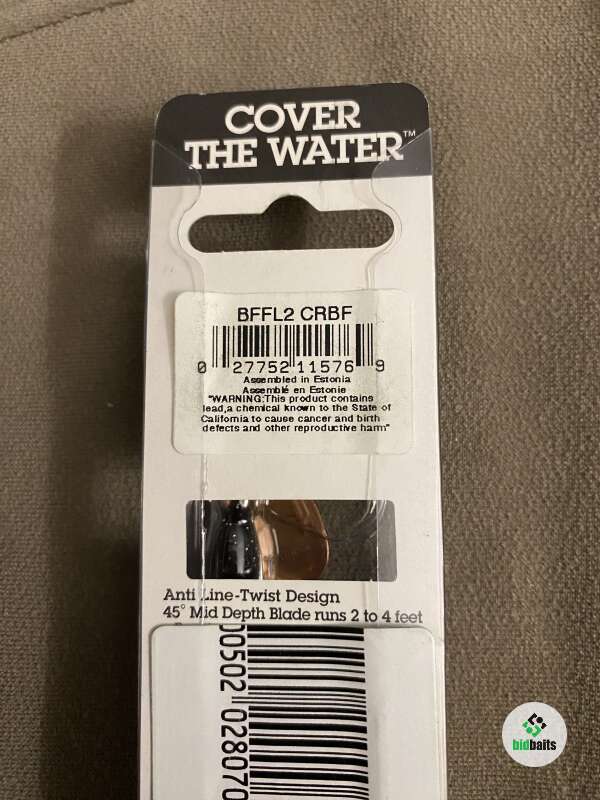 COVER
THE WATER™
BFFL2 CRBF
0 27752 11576 9
Assembled in Estonia
Assemblé en Estonie
"WARNING:This product contains
lead,a chemical known to the State of
California to cause cancer and birth
defects and other reproductive harm"
Anti Line-Twist Design
45° Mid Depth Blade runs 2 to 4 feet
00502 028070
bidbaits